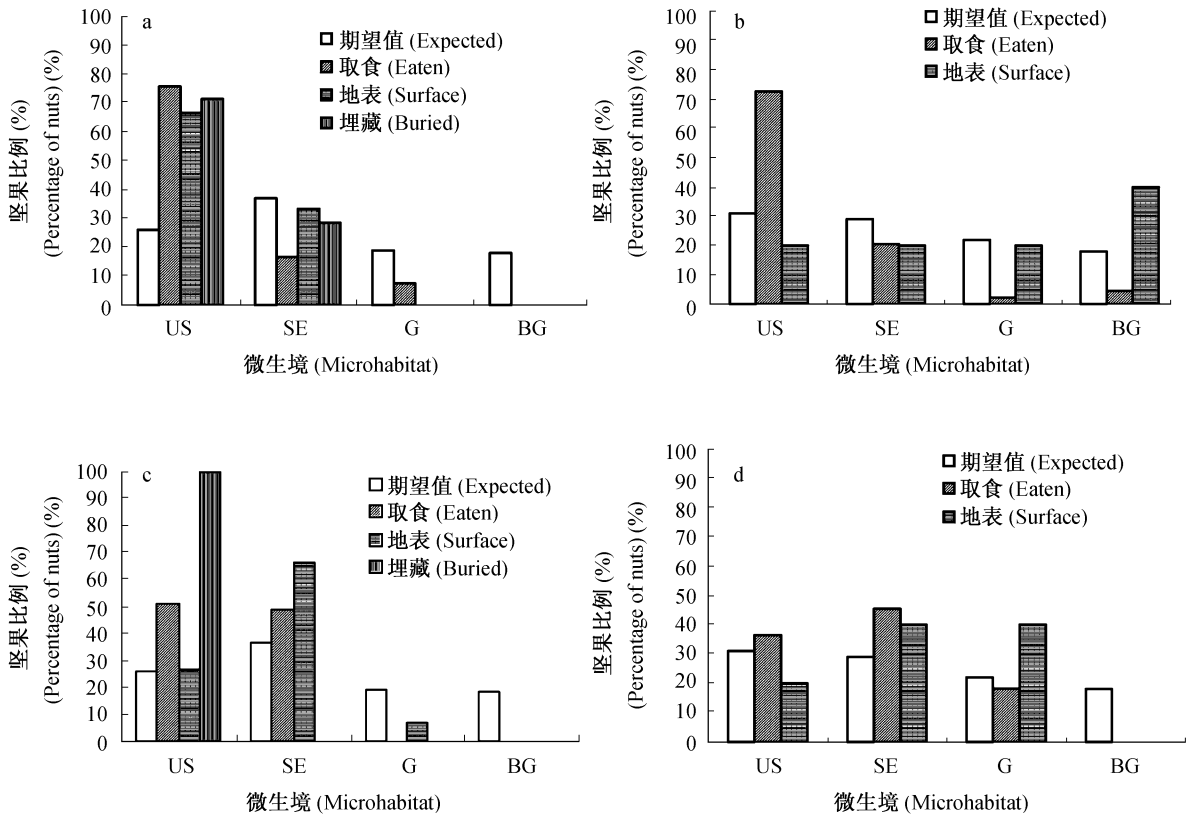 a
坚果比例 (%)
(Percentage of nuts) (%)
100
90
80
70
60
50
40
30
20
10
0
期望值 (Expected)
取食 (Eaten)
地表 (Surface)
埋藏 (Buried)
US SE G BG
微生境 (Microhabitat)
b
坚果比例 (%)
(Percentage of nuts) (%)
100
90
80
70
60
50
40
30
20
10
0
期望值 (Expected)
取食 (Eaten)
地表 (Surface)
US SE G BG
微生境 (Microhabitat)
c
坚果比例 (%)
(Percentage of nuts) (%)
100
90
80
70
60
50
40
30
20
10
0
期望值 (Expected)
取食 (Eaten)
地表 (Surface)
埋藏 (Buried)
US SE G BG
微生境 (Microhabitat)
d
坚果比例 (%)
(Percentage of nuts) (%)
100
90
80
70
60
50
40
30
20
10
0
期望值 (Expected)
取食 (Eaten)
地表 (Surface)
US SE G BG
微生境 (Microhabitat)